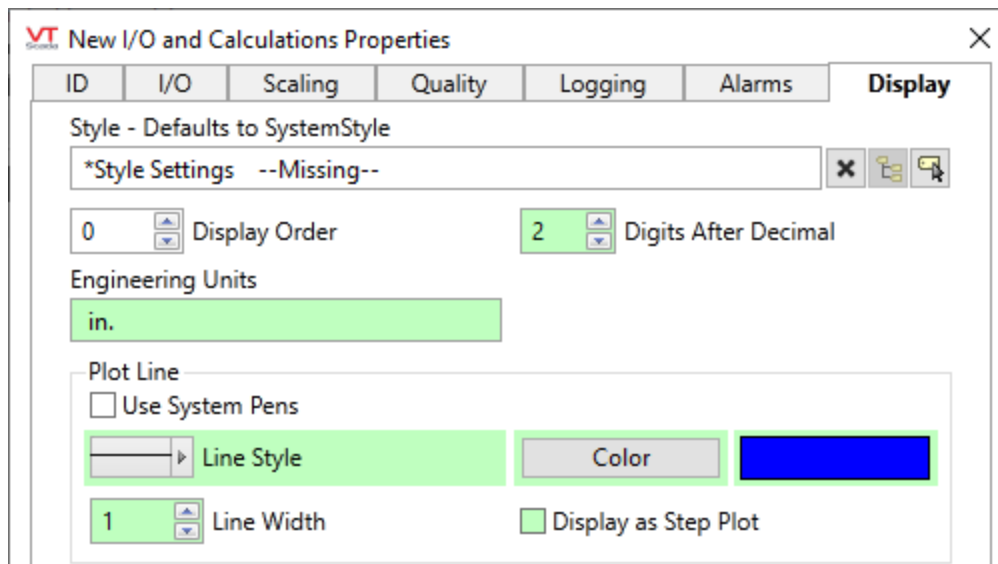 VT Scada New I/O and Calculations Properties
ID I/O Scaling Quality Logging Alarms Display
Style - Defaults to SystemStyle
*Style Settings --Missing--
0 Display Order 2 Digits After Decimal
Engineering Units
in.
Plot Line
Use System Pens
Line Style Color
1 Line Width Display as Step Plot